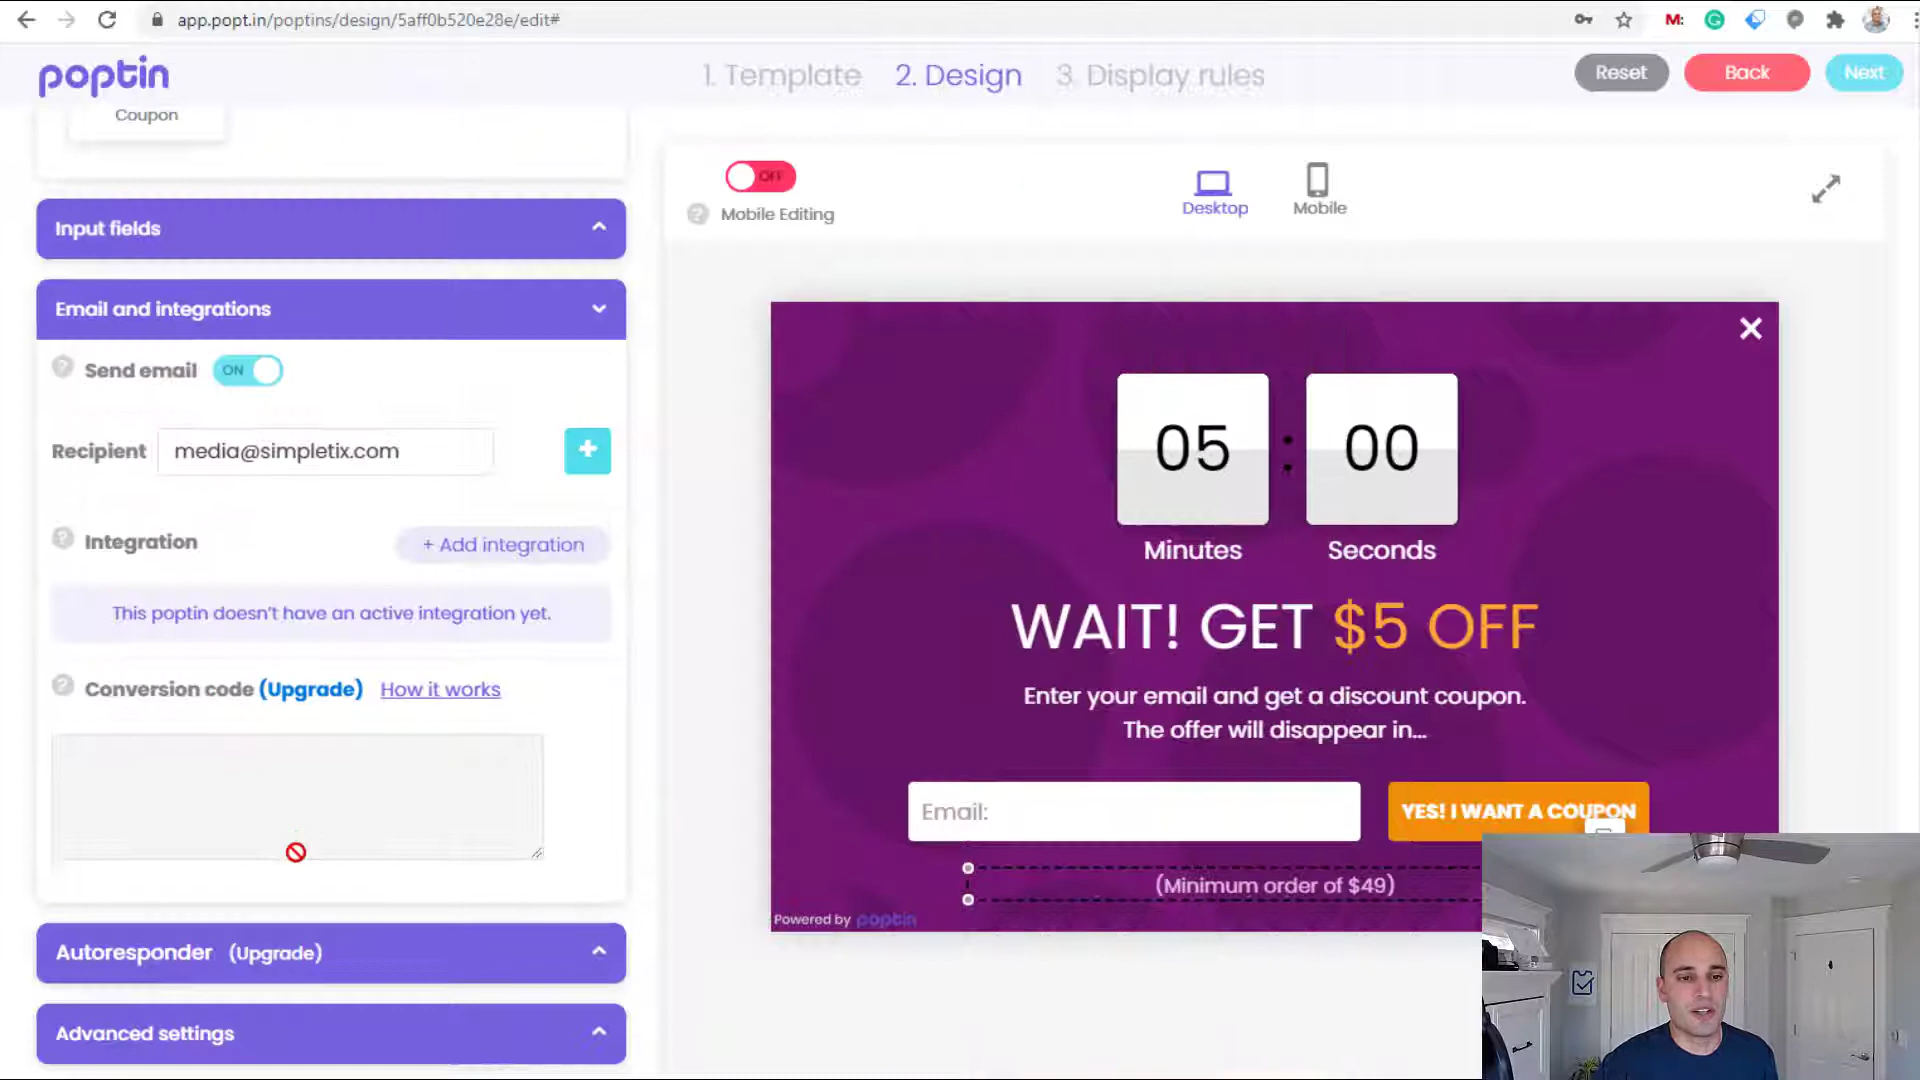 app.popt.in/poptins/design/5aff0b520e28e/edit#
M:
poptin
1. Template
2. Design
3. Display rules
Reset
Back
Next
Coupon
OFF
Mobile Editing
Desktop
Mobile
Input fields
Email and integrations
? Send email
ON
Recipient
media@simpletix.com
+
? Integration
+ Add integration
This poptin doesn't have an active integration yet.
? Conversion code (Upgrade) How it works
Autoresponder (Upgrade)
Advanced settings
05 : 00
Minutes
Seconds
WAIT! GET $5 OFF
Enter your email and get a discount coupon.
The offer will disappear in...
Email:
YES! I WANT A COUPON
(Minimum order of $49)
Powered by poptin